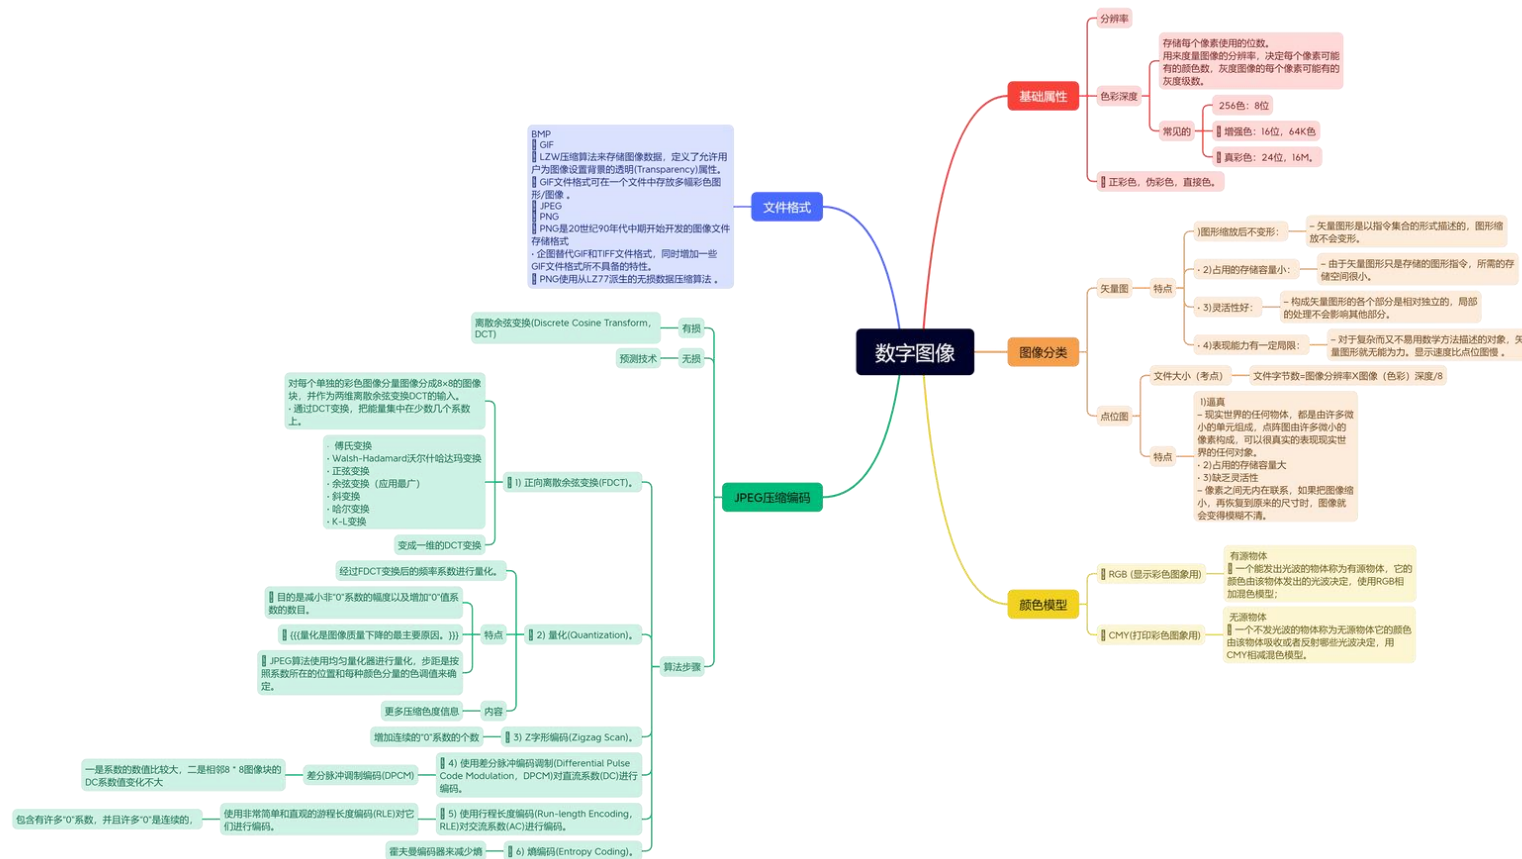 数字图像
基础属性
分辨率
色彩深度
存储每个像素使用的位数。
用来度量图像的分辨率，决定每个像素可能
有的颜色数，灰度图像的每个像素可能有的
灰度级数。
常见的
256色：8位
增强色：16位，64K色
真彩色：24位，16M。
正彩色，伪彩色，直接色。
图像分类
矢量图
特点
)图形缩放后不变形：
– 矢量图形是以指令集合的形式描述的，图形缩
放不会变形。
• 2)占用的存储容量小：
– 由于矢量图形只是存储的图形指令，所需的存
储空间很小。
• 3)灵活性好：
– 构成矢量图形的各个部分是相对独立的，局部
的处理不会影响其他部分。
• 4)表现能力有一定局限：
– 对于复杂而又不易用数学方法描述的对象，矢
量图形就无能为力。显示速度比点位图慢 。
点位图
文件大小（考点）
文件字节数=图像分辨率X图像（色彩）深度/8
特点
1)逼真
– 现实世界的任何物体，都是由许多微
小的单元组成，点阵图由许多微小的
像素构成，可以很真实的表现现实世
界的任何对象。
• 2)占用的存储容量大
• 3)缺乏灵活性
– 像素之间无内在联系，如果把图像缩
小，再恢复到原来的尺寸时，图像就
会变得模糊不清。
颜色模型
RGB (显示彩色图象用)
有源物体
一个能发出光波的物体称为有源物体，它的
颜色由该物体发出的光波决定，使用RGB相
加混色模型；
CMY(打印彩色图象用)
无源物体
一个不发光波的物体称为无源物体它的颜色
由该物体吸收或者反射哪些光波决定，用
CMY相减混色模型。
文件格式
BMP
GIF
LZW压缩算法来存储图像数据，定义了允许用
户为图像设置背景的透明(Transparency)属性。
GIF文件格式可在一个文件中存放多幅彩色图
形/图像 。
JPEG
PNG
PNG是20世纪90年代中期开始开发的图像文件
存储格式
• 企图替代GIF和TIFF文件格式，同时增加一些
GIF文件格式所不具备的特性。
PNG使用从LZ77派生的无损数据压缩算法 。
JPEG压缩编码
有损
离散余弦变换(Discrete Cosine Transform，
DCT)
无损
预测技术
算法步骤
1) 正向离散余弦变换(FDCT)。
对每个单独的彩色图像分量图像分成8×8的图像
块，并作为两维离散余弦变换DCT的输入。
• 通过DCT变换，把能量集中在少数几个系数
上。
• 傅氏变换
• Walsh-Hadamard沃尔什哈达玛变换
• 正弦变换
• 余弦变换（应用最广）
• 斜变换
• 哈尔变换
• K-L变换
变成一维的DCT变换
2) 量化(Quantization)。
经过FDCT变换后的频率系数进行量化。
特点
目的是减小非“0”系数的幅度以及增加“0”值系
数的数目。
{{{量化是图像质量下降的最主要原因。}}}
JPEG算法使用均匀量化器进行量化，步距是按
照系数所在的位置和每种颜色分量的色调值来确
定。
内容
更多压缩色度信息
3) Z字形编码(Zigzag Scan)。
增加连续的“0”系数的个数
4) 使用差分脉冲编码调制(Differential Pulse
Code Modulation，DPCM)对直流系数(DC)进行
编码。
差分脉冲调制编码(DPCM)
一是系数的数值比较大，二是相邻8 * 8图像块的
DC系数值变化不大
5) 使用行程长度编码(Run-length Encoding，
RLE)对交流系数(AC)进行编码。
使用非常简单和直观的游程长度编码(RLE)对它
们进行编码。
包含有许多“0”系数，并且许多“0”是连续的，
6) 熵编码(Entropy Coding)。
霍夫曼编码器来减少熵